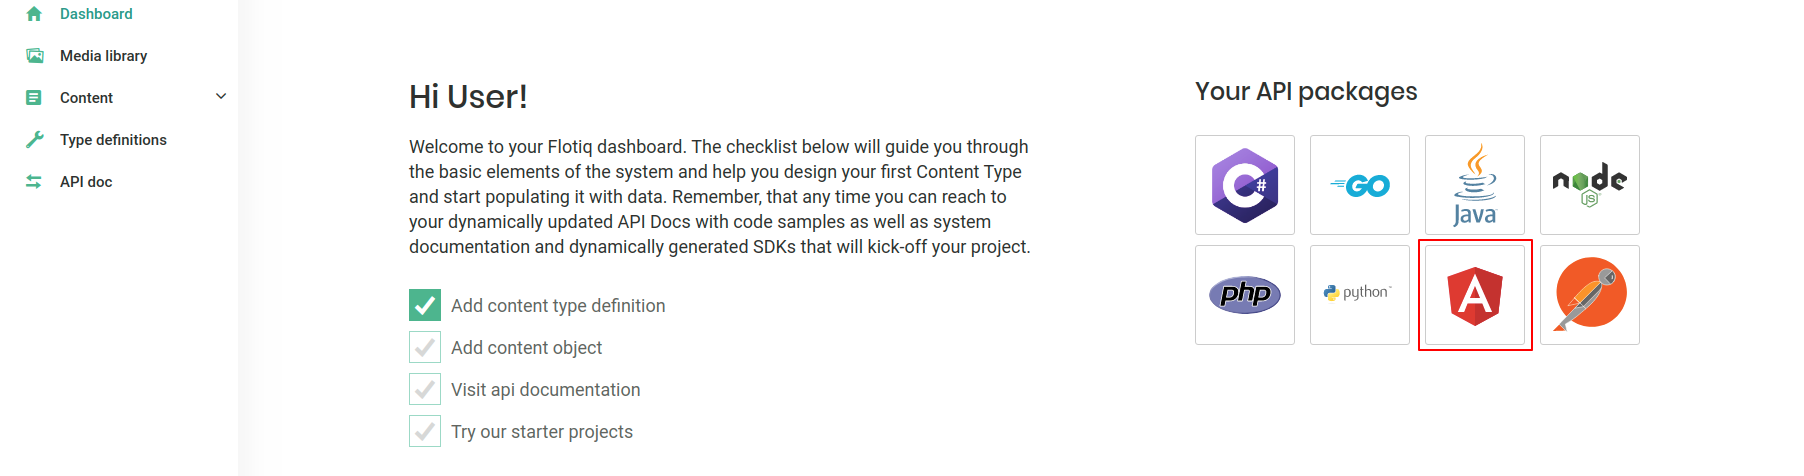 Dashboard
Media library
Content
Type definitions
API doc
Hi User!
Welcome to your Flotiq dashboard. The checklist below will guide you through
the basic elements of the system and help you design your first Content Type
and start populating it with data. Remember, that any time you can reach to
your dynamically updated API Docs with code samples as well as system
documentation and dynamically generated SDKs that will kick-off your project.
Add content type definition
Add content object
Visit api documentation
Try our starter projects
Your API packages
C#
GO
Java
node
JS
php
python
A